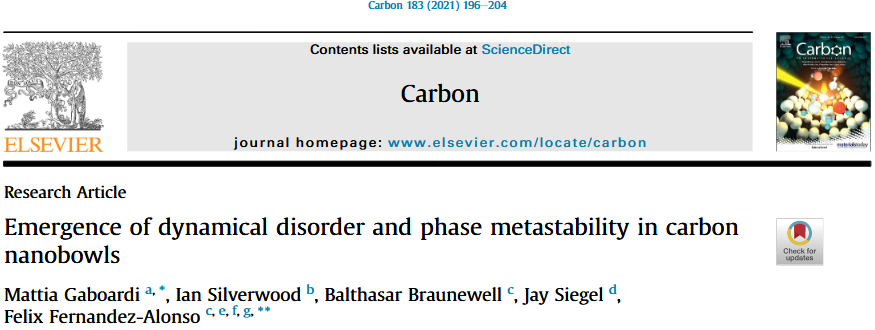 Carbon 183 (2021) 196–204
Contents lists available at ScienceDirect
Carbon
journal homepage: www.elsevier.com/locate/carbon
ELSEVIER
Carbon
Research Article
Emergence of dynamical disorder and phase metastability in carbon
nanobowls
Check for
updates
Mattia Gaboardi a, *, Ian Silverwood b, Balthasar Braunewell c, Jay Siegel d,
Felix Fernandez-Alonso c, e, f, g, **